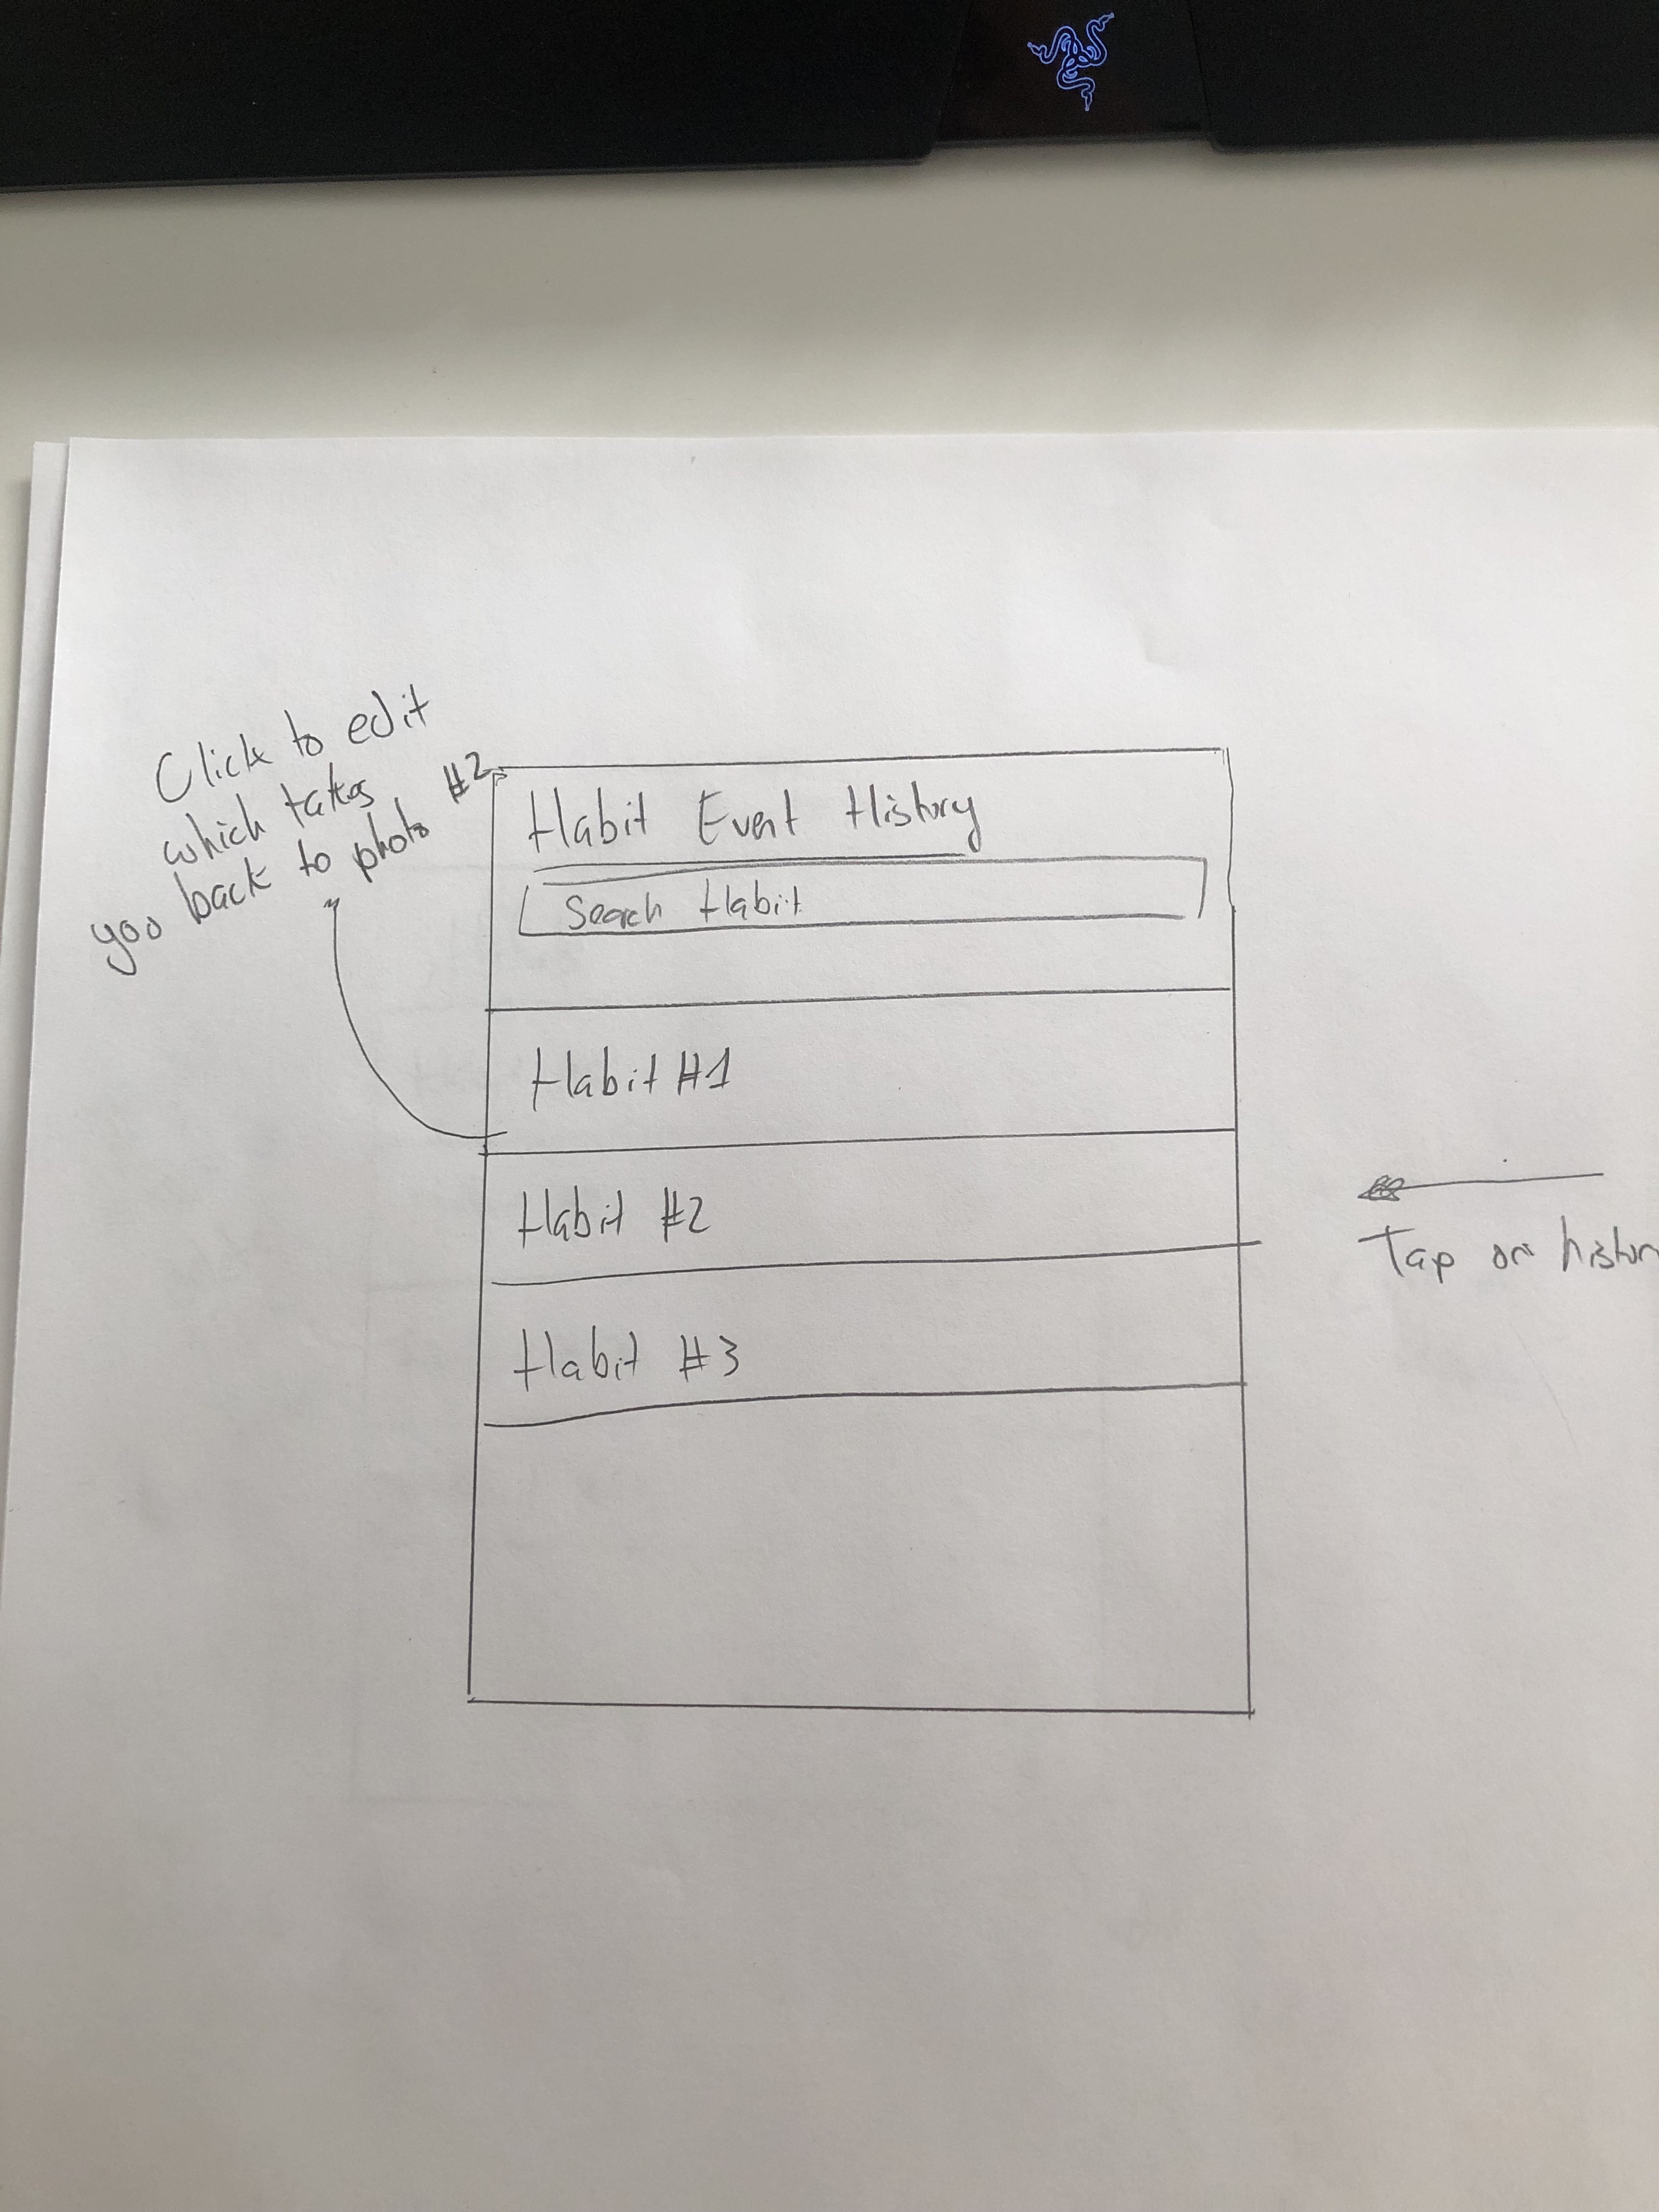 Click to edit
which takes
you back to photo #2
Habit Event History
Search Habit
Habit #1
Habit #2
Habit #3
Tap on histor